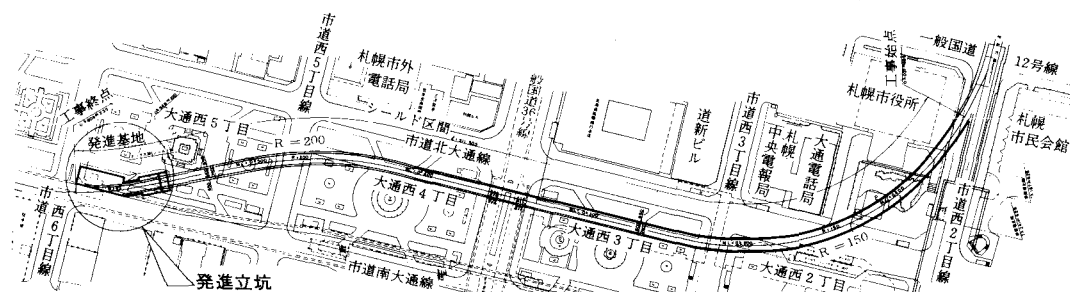 市道西5丁目線
札幌市外
電話局
シールド区間
一般国道36号線
工事終点
発進基地
大通西5丁目
R=200
市道北大通線
大通西4丁目
市道西6丁目線
発進立坑
市道南大通線
大通西3丁目
道新ビル
市道西3丁目線
札幌
中央電報局
大通電話局
大通西2丁目
R=150
札幌市役所
工事始点
一般国道
12号線
札幌
市民会館
市道西2丁目線